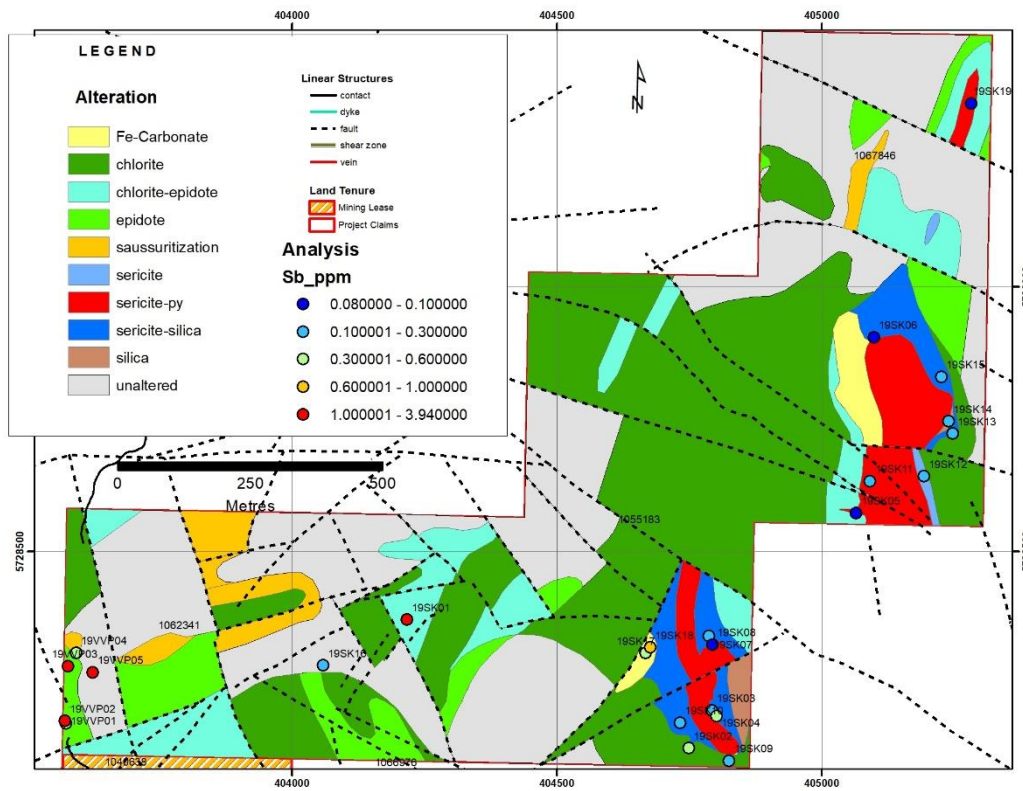 404000
404500
405000
LEGEND
Alteration
Fe-Carbonate
chlorite
chlorite-epidote
epidote
saussuritization
sericite
sericite-py
sericite-silica
silica
unaltered
Linear Structures
contact
dyke
fault
shear zone
vein
Land Tenure
Mining Lease
Project Claims
Analysis
Sb_ppm
0.080000 - 0.100000
0.100001 - 0.300000
0.300001 - 0.600000
0.600001 - 1.000000
1.000001 - 3.940000
N
19SK19
1067846
19SK06
19SK15
19SK14
19SK13
19SK11
19SK12
19SK05
0
250
500
Metres
1055183
5728500
19SK01
1062341
19VVP04
19VVP03
19VVP05
19SK16
19SK17
19SK18
19SK08
19SK07
19VVP02
19VVP01
19SK03
19SK04
19SK02
19SK09
404000
404500
405000